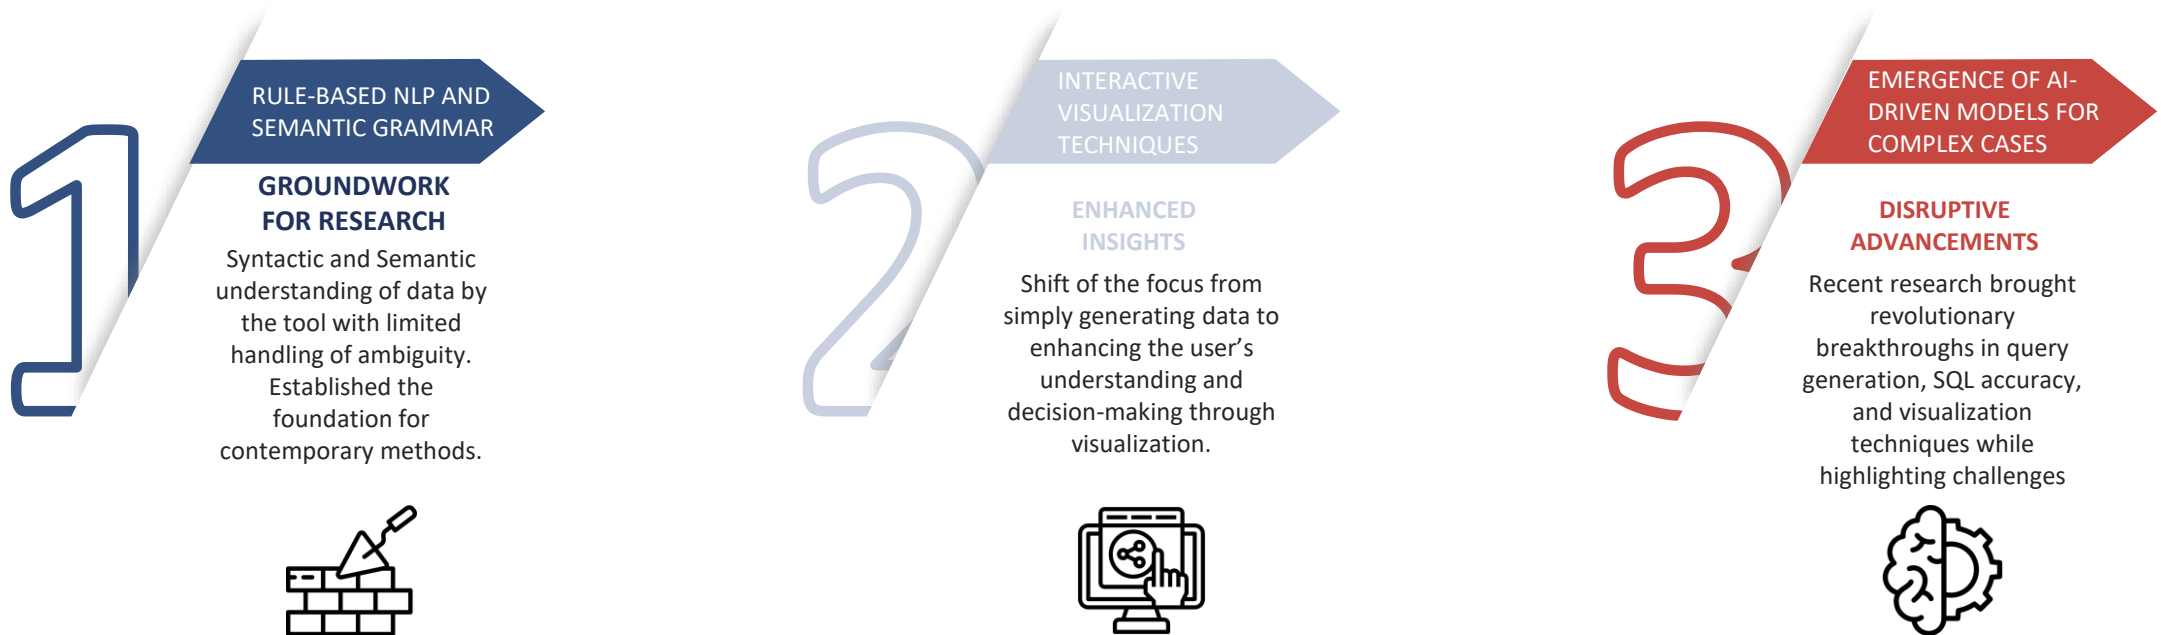 1
RULE-BASED NLP AND
SEMANTIC GRAMMAR
GROUNDWORK
FOR RESEARCH
Syntactic and Semantic
understanding of data by
the tool with limited
handling of ambiguity.
Established the
foundation for
contemporary methods.
2
INTERACTIVE
VISUALIZATION
TECHNIQUES
ENHANCED
INSIGHTS
Shift of the focus from
simply generating data to
enhancing the user’s
understanding and
decision-making through
visualization.
3
EMERGENCE OF AI-
DRIVEN MODELS FOR
COMPLEX CASES
DISRUPTIVE
ADVANCEMENTS
Recent research brought
revolutionary
breakthroughs in query
generation, SQL accuracy,
and visualization
techniques while
highlighting challenges